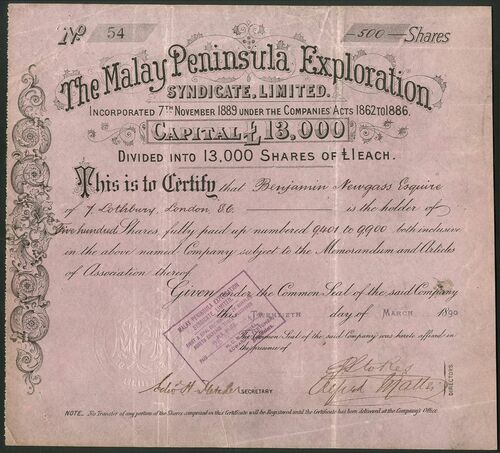 No 54 500 Shares
The Malay Peninsula Exploration
SYNDICATE, LIMITED.
INCORPORATED 7TH NOVEMBER 1889 UNDER THE COMPANIES' ACTS 1862 TO 1886.
CAPITAL £13,000
DIVIDED INTO 13,000 SHARES OF £1 EACH.
This is to Certify that Benjamin Newgass Esquire
of 7, Lothbury, London E.C. is the holder of
Five hundred Shares fully paid up numbered 9401 to 9900 both inclusive
in the above named Company subject to the Memorandum and Articles
of Association thereof.
Given under the Common Seal of the said Company
this TWENTIETH day of MARCH 1890
The Common Seal of the said Company was hereto affixed in
the presence of
MALAY PENINSULA EXPLORATION
SYNDICATE, LIMITED
SECRETARY
DIRECTORS
NOTE. No Transfer of any portion of the Shares comprised in this Certificate will be Registered until the Certificate has been delivered at the Company's Office.